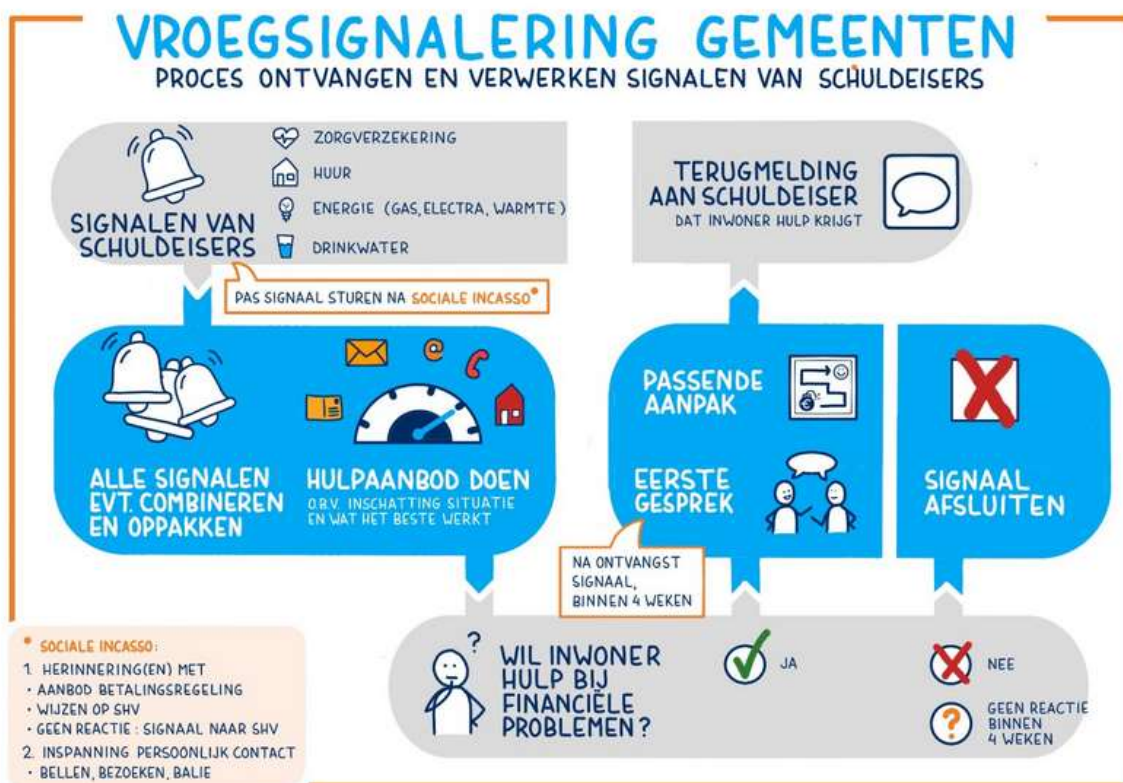 VROEGSIGNALERING GEMEENTEN
PROCES ONTVANGEN EN VERWERKEN SIGNALEN VAN SCHULDEISERS
SIGNALEN VAN
SCHULDEISERS
ZORGVERZEKERING
HUUR
ENERGIE (GAS, ELECTRA, WARMTE)
DRINKWATER
PAS SIGNAAL STUREN NA SOCIALE INCASSO*
TERUGMELDING
AAN SCHULDEISER
DAT INWONER HULP KRIJGT
ALLE SIGNALEN
EVT. COMBINEREN
EN OPPAKKEN
@
HULPAANBOD DOEN
O.B.V. INSCHATTING SITUATIE
EN WAT HET BESTE WERKT
PASSENDE
AANPAK
€
EERSTE
GESPREK
SIGNAAL
AFSLUITEN
NA ONTVANGST
SIGNAAL,
BINNEN 4 WEKEN
?
WIL INWONER
HULP BIJ
FINANCIËLE
PROBLEMEN?
JA
NEE
?
GEEN REACTIE
BINNEN
4 WEKEN
* SOCIALE INCASSO:
1. HERINNERING(EN) MET
• AANBOD BETALINGSREGELING
• WIJZEN OP SHV
• GEEN REACTIE: SIGNAAL NAAR SHV
2. INSPANNING PERSOONLIJK CONTACT
• BELLEN, BEZOEKEN, BALIE